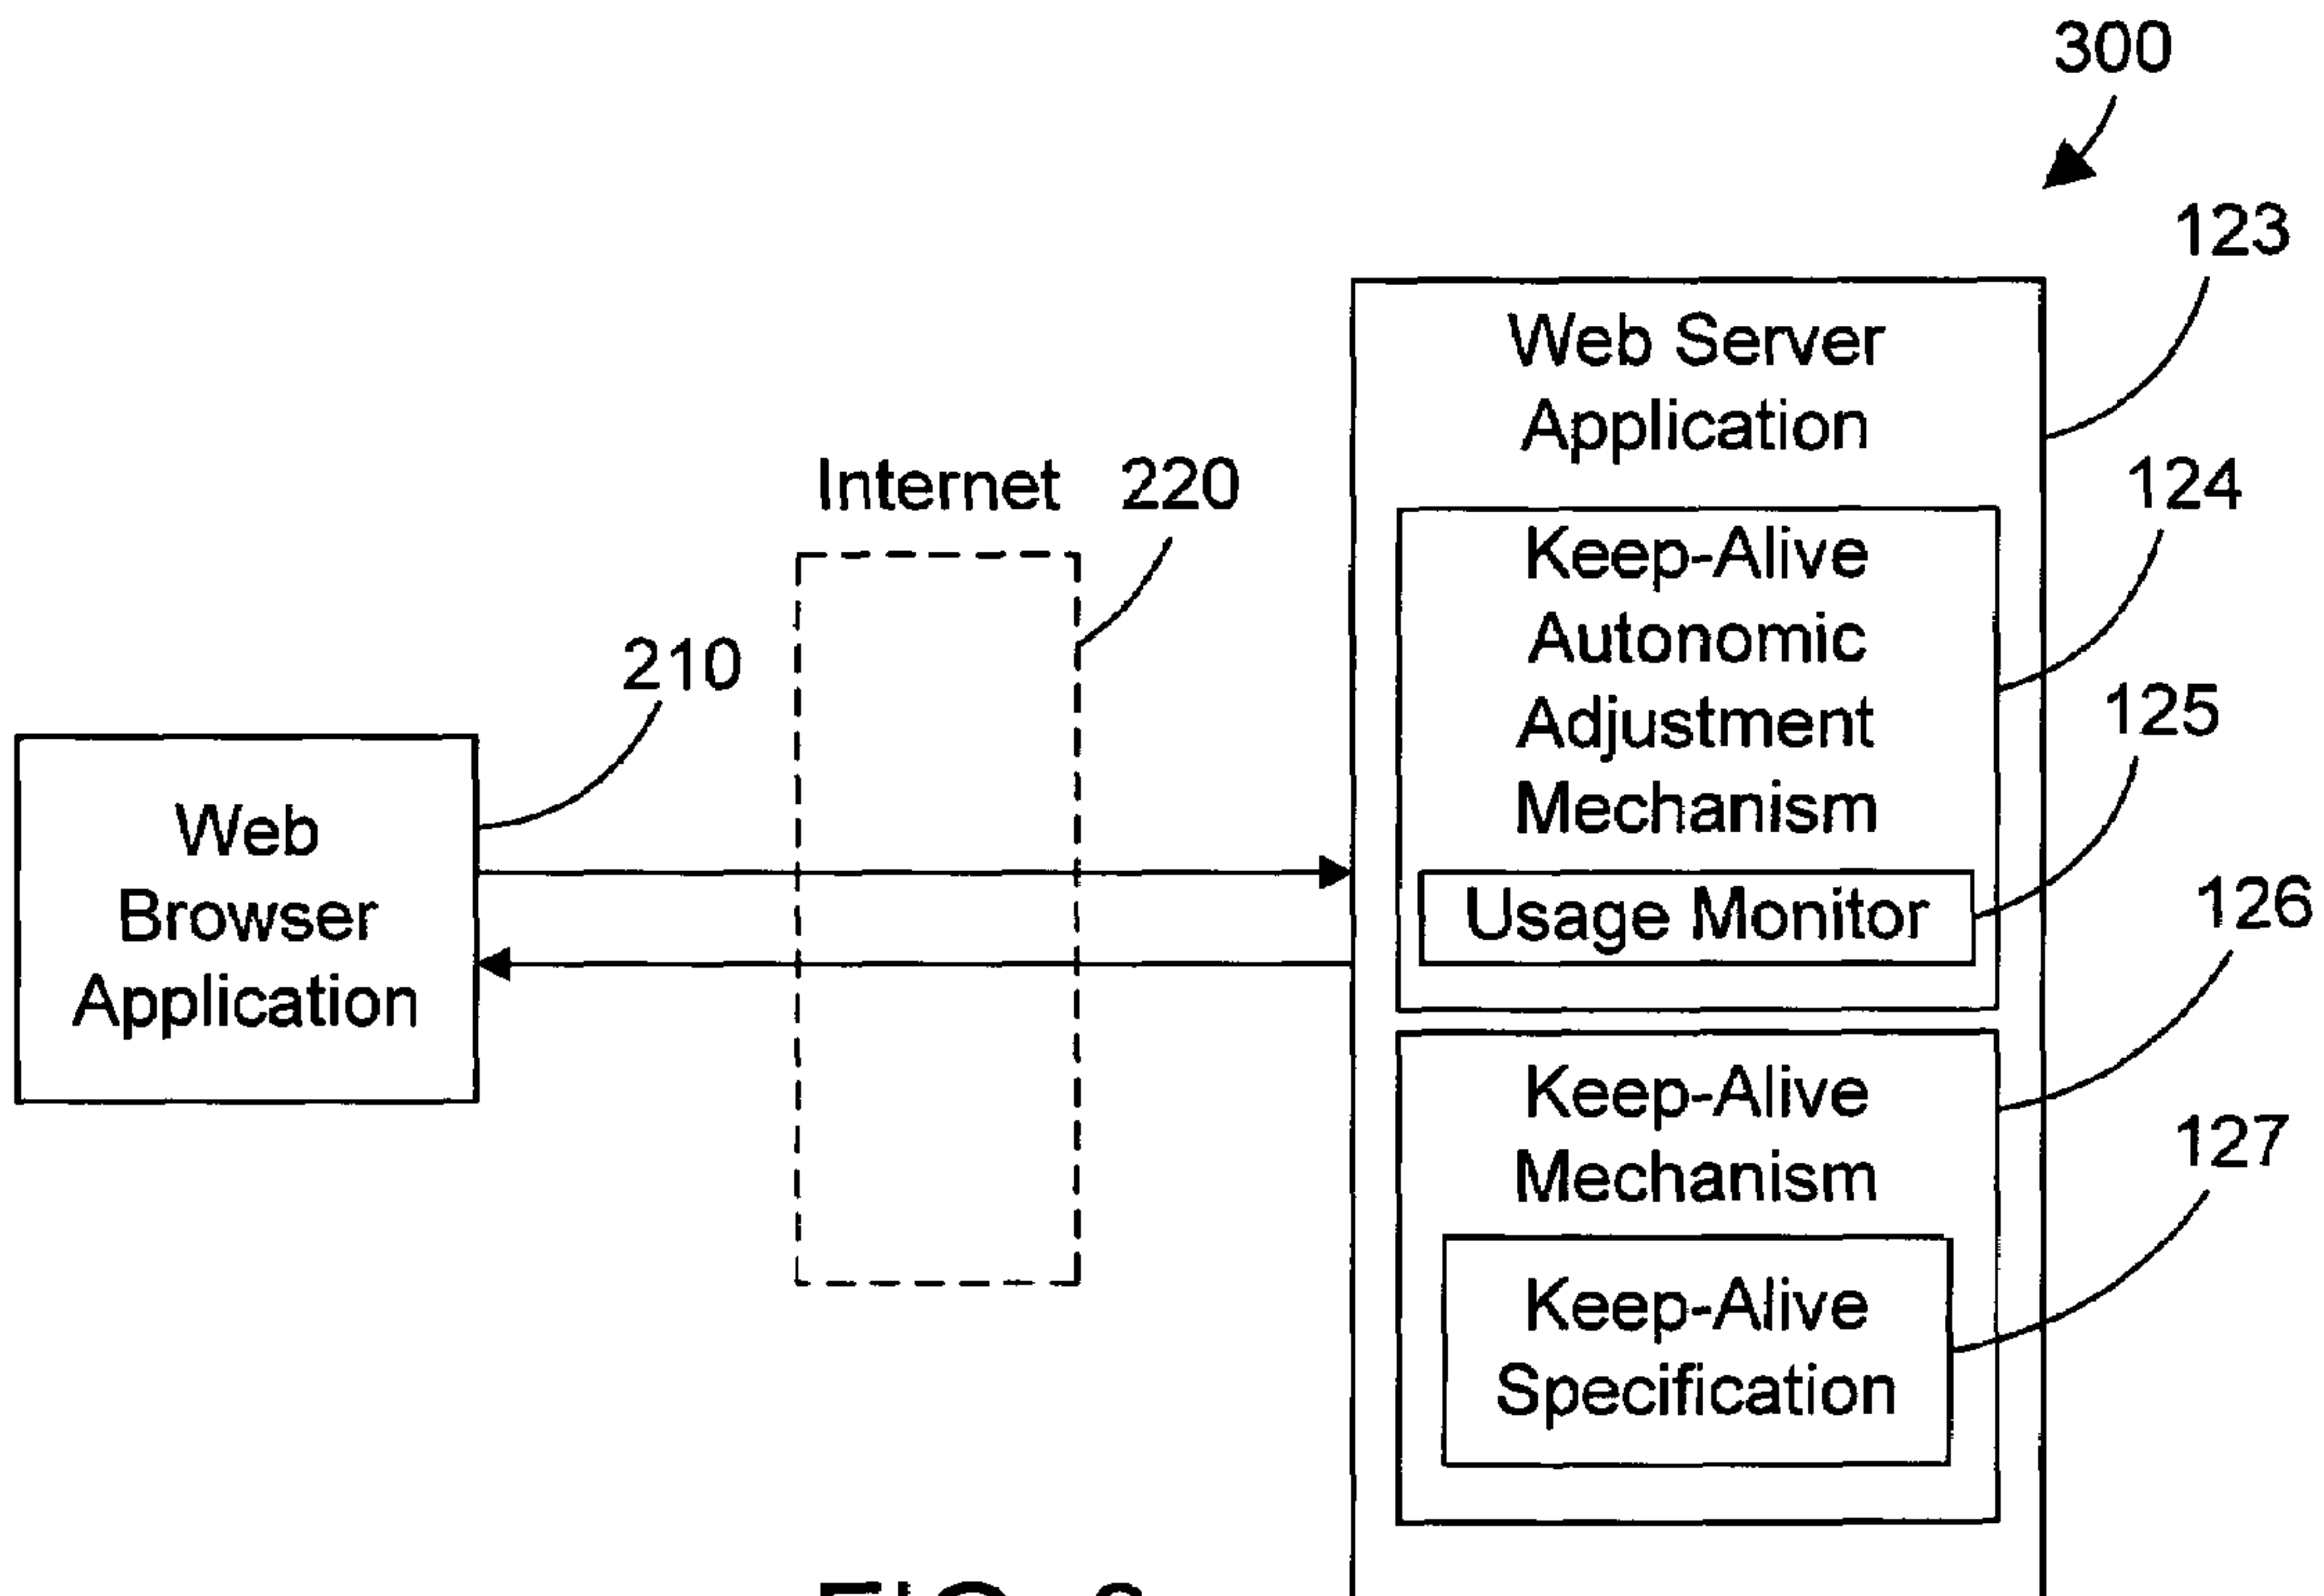 300
123
Web Server
Application
124
Internet 220
Keep-Alive
Autonomic
Adjustment
Mechanism
210
125
Web
Browser
Application
Usage Monitor
126
Keep-Alive
Mechanism
127
Keep-Alive
Specification